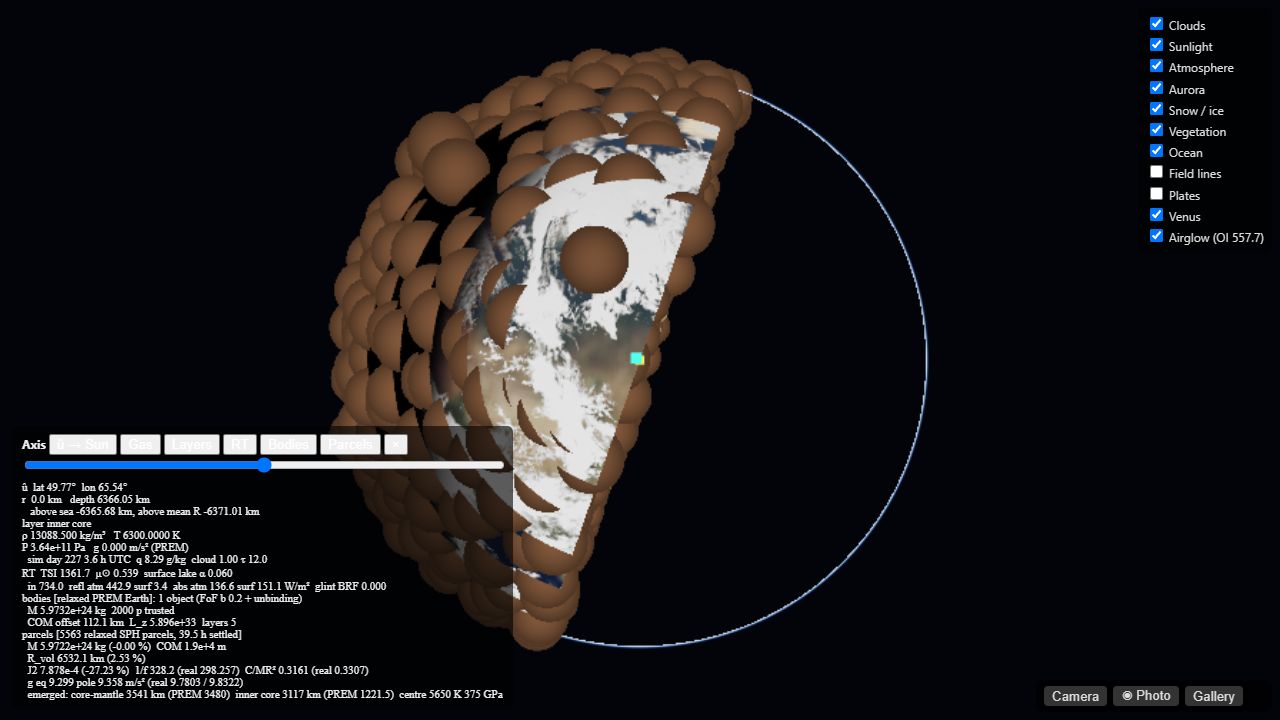 Clouds
Sunlight
Atmosphere
Aurora
Snow / ice
Vegetation
Ocean
Field lines
Plates
Venus
Airglow (OI 557.7)
Axis û → Sun Gas Layers RT Bodies Parcels ×
û lat 49.77° lon 65.54°
r 0.0 km depth 6366.05 km
above sea -6365.68 km, above mean R -6371.01 km
layer inner core
ρ 13088.500 kg/m³ T 6300.0000 K
P 3.64e+11 Pa g 0.000 m/s² (PREM)
sim day 227 3.6 h UTC q 8.29 g/kg cloud 1.00 τ 12.0
RT TSI 1361.7 μ⊙ 0.539 surface lake α 0.060
in 734.0 refl atm 442.9 surf 3.4 abs atm 136.6 surf 151.1 W/m² glint BRF 0.000
bodies [relaxed PREM Earth]: 1 object (FoF b 0.2 + unbinding)
M 5.9732e+24 kg 2000 p trusted
COM offset 112.1 km L_z 5.896e+33 layers 5
parcels [5563 relaxed SPH parcels, 39.5 h settled]
M 5.9722e+24 kg (-0.00 %) COM 1.9e+4 m
R_vol 6532.1 km (2.53 %)
J2 7.878e-4 (-27.23 %) 1/f 328.2 (real 298.257) C/MR² 0.3161 (real 0.3307)
g eq 9.299 pole 9.358 m/s² (real 9.7803 / 9.8322)
emerged: core-mantle 3541 km (PREM 3480) inner core 3117 km (PREM 1221.5) centre 5650 K 375 GPa
Camera ◉ Photo Gallery